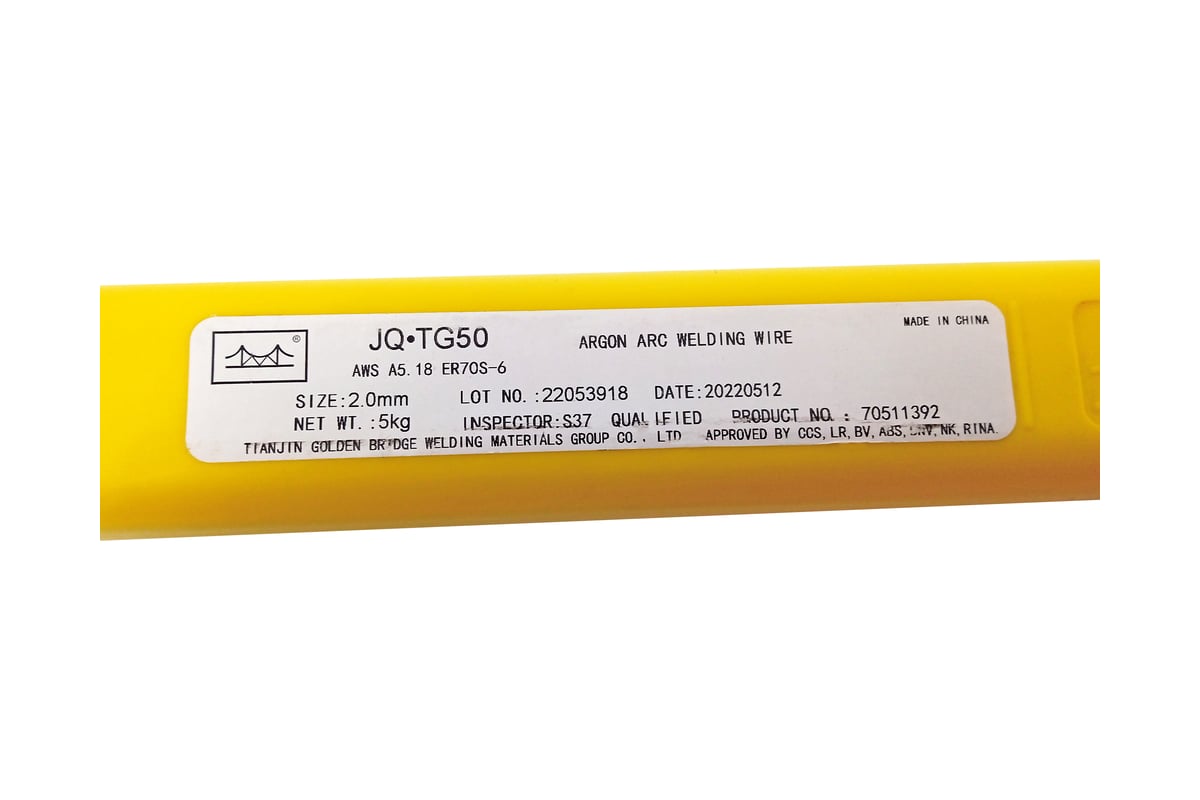 ®
JQ•TG50
ARGON ARC WELDING WIRE
MADE IN CHINA
AWS A5.18 ER70S-6
SIZE:2.0mm LOT NO.:22053918 DATE:20220512
NET WT.:5kg INSPECTOR:S37 QUALIFIED PRODUCT NO.: 70511392
TIANJIN GOLDEN BRIDGE WELDING MATERIALS GROUP CO., LTD APPROVED BY CCS, LR, BV, ABS, DNV, NK, RINA.